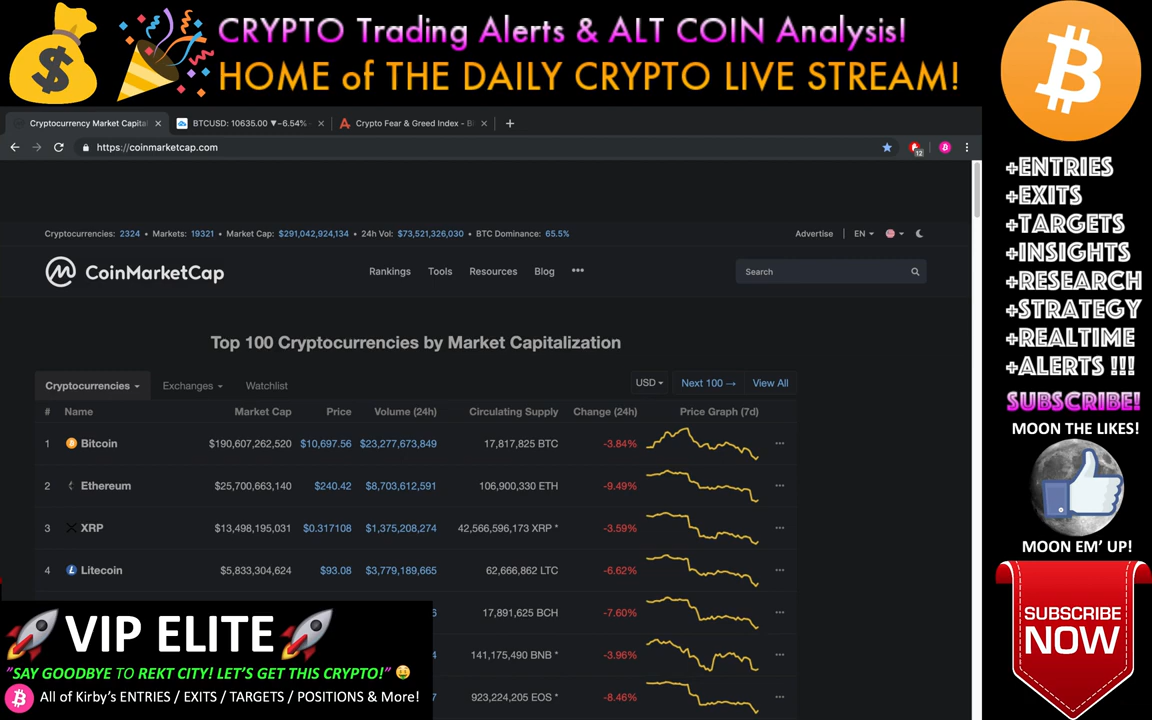 CRYPTO Trading Alerts & ALT COIN Analysis!
HOME of THE DAILY CRYPTO LIVE STREAM!
Cryptocurrency Market Capita
BTCUSD: 10635.00 ▼−6.54%
Crypto Fear & Greed Index - B
https://coinmarketcap.com
12
Cryptocurrencies: 2324 • Markets: 19321 • Market Cap: $291,042,924,134 • 24h Vol: $73,521,326,030 • BTC Dominance: 65.5%
Advertise EN
CoinMarketCap
Rankings Tools Resources Blog •••
Search
Top 100 Cryptocurrencies by Market Capitalization
Cryptocurrencies Exchanges Watchlist USD Next 100 → View All
# Name Market Cap Price Volume (24h) Circulating Supply Change (24h) Price Graph (7d)
1 Bitcoin $190,607,262,520 $10,697.56 $23,277,673,849 17,817,825 BTC -3.84%
2 Ethereum $25,700,663,140 $240.42 $8,703,612,591 106,900,330 ETH -9.49%
3 XRP $13,498,195,031 $0.317108 $1,375,208,274 42,566,596,173 XRP * -3.59%
4 Litecoin $5,833,304,624 $93.08 $3,779,189,665 62,666,862 LTC -6.62%
6 17,891,625 BCH -7.60%
4 141,175,490 BNB * -3.96%
7 923,224,205 EOS * -8.46%
VIP ELITE
"SAY GOODBYE TO REKT CITY! LET'S GET THIS CRYPTO!"
All of Kirby's ENTRIES / EXITS / TARGETS / POSITIONS & More!
+ENTRIES
+EXITS
+TARGETS
+INSIGHTS
+RESEARCH
+STRATEGY
+REALTIME
+ALERTS !!!
SUBSCRIBE!
MOON THE LIKES!
MOON EM' UP!
SUBSCRIBE
NOW